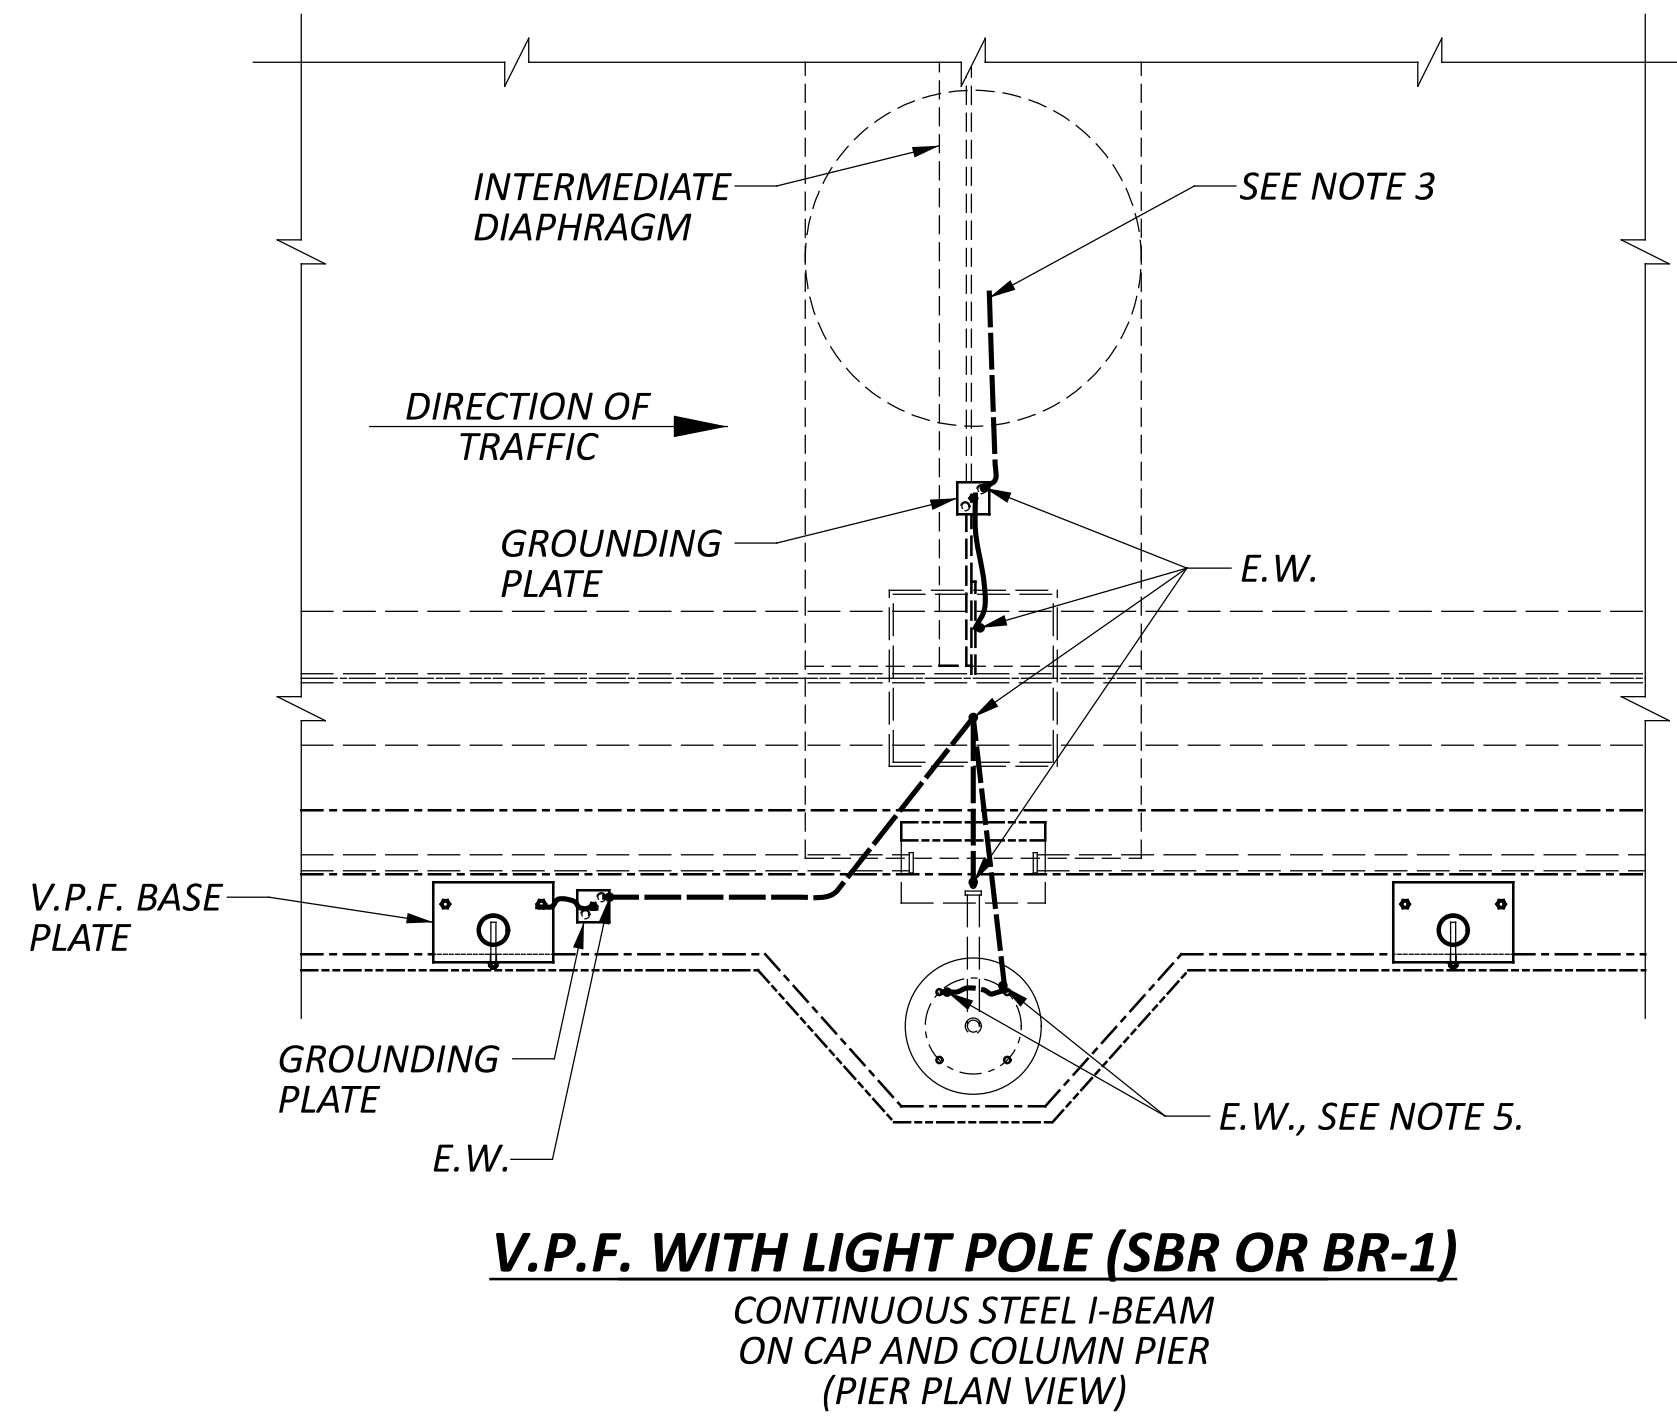 INTERMEDIATE
DIAPHRAGM
SEE NOTE 3
DIRECTION OF
TRAFFIC
GROUNDING
PLATE
E.W.
V.P.F. BASE
PLATE
GROUNDING
PLATE
E.W., SEE NOTE 5.
E.W.
V.P.F. WITH LIGHT POLE (SBR OR BR-1)
CONTINUOUS STEEL I-BEAM
ON CAP AND COLUMN PIER
(PIER PLAN VIEW)